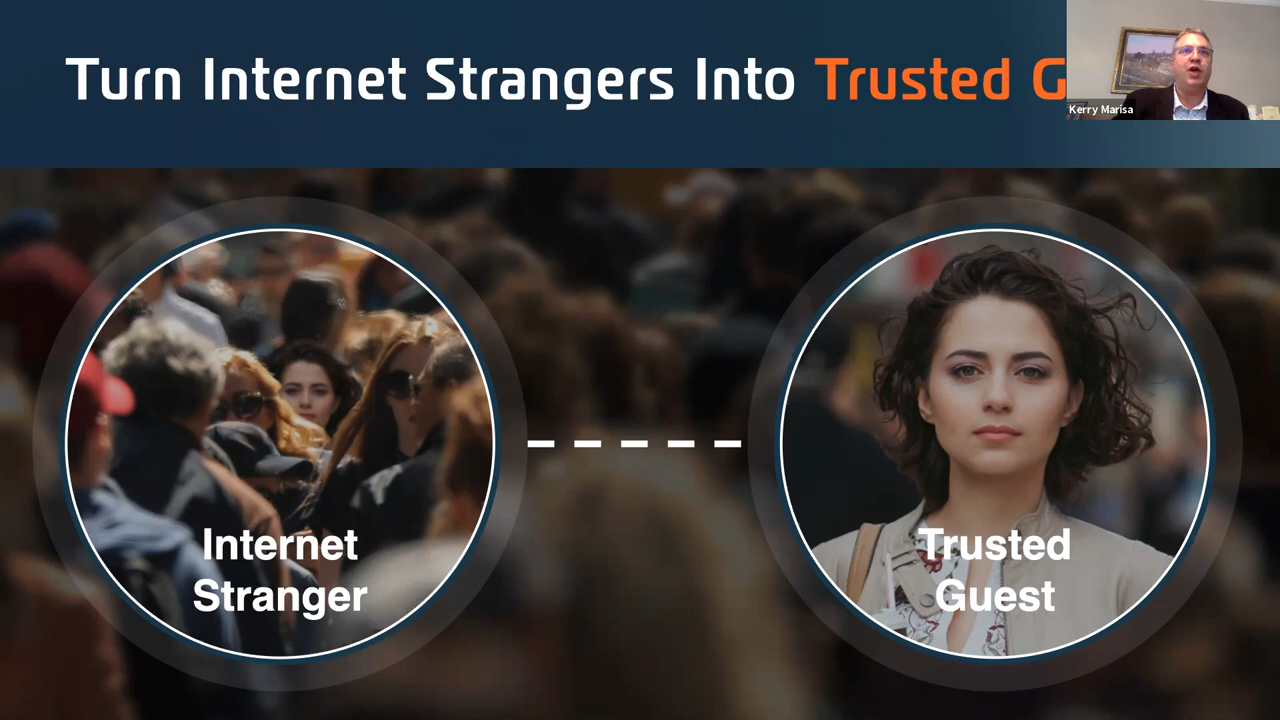 Turn Internet Strangers Into Trusted G
Kerry Marisa
Internet
Stranger
Trusted
Guest